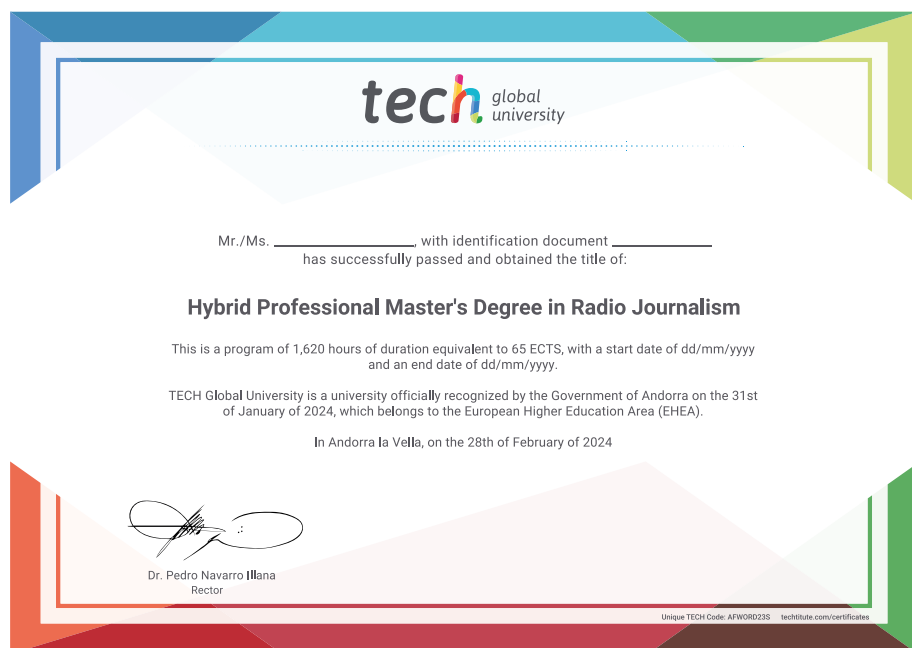 tech global
university
Mr./Ms. ____________, with identification document ____________
has successfully passed and obtained the title of:
Hybrid Professional Master's Degree in Radio Journalism
This is a program of 1,620 hours of duration equivalent to 65 ECTS, with a start date of dd/mm/yyyy
and an end date of dd/mm/yyyy.
TECH Global University is a university officially recognized by the Government of Andorra on the 31st
of January of 2024, which belongs to the European Higher Education Area (EHEA).
In Andorra la Vella, on the 28th of February of 2024
Dr. Pedro Navarro Illana
Rector
Unique TECH Code: AFWORD23S techtitute.com/certificates